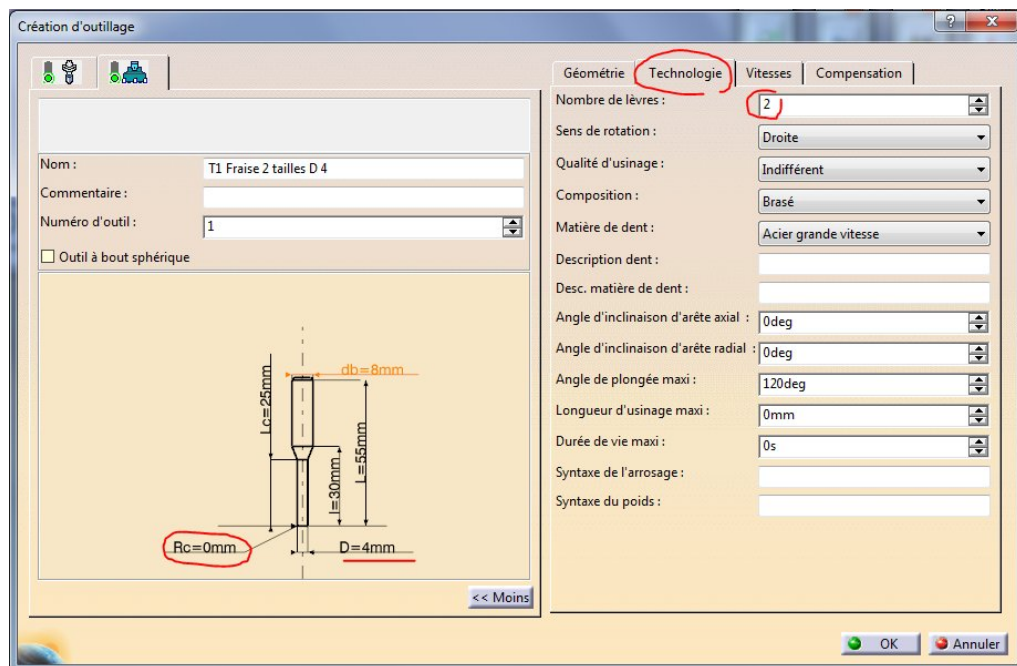 Création d'outillage
Géométrie Technologie Vitesses Compensation
Nom : T1 Fraise 2 tailles D 4
Commentaire :
Numéro d'outil : 1
Outil à bout sphérique
db=8mm
Lc=25mm
L=55mm
l=30mm
Rc=0mm
D=4mm
<< Moins
Nombre de lèvres : 2
Sens de rotation : Droite
Qualité d'usinage : Indifférent
Composition : Brasé
Matière de dent : Acier grande vitesse
Description dent :
Desc. matière de dent :
Angle d'inclinaison d'arête axial : 0deg
Angle d'inclinaison d'arête radial : 0deg
Angle de plongée maxi : 120deg
Longueur d'usinage maxi : 0mm
Durée de vie maxi : 0s
Syntaxe de l'arrosage :
Syntaxe du poids :
OK Annuler